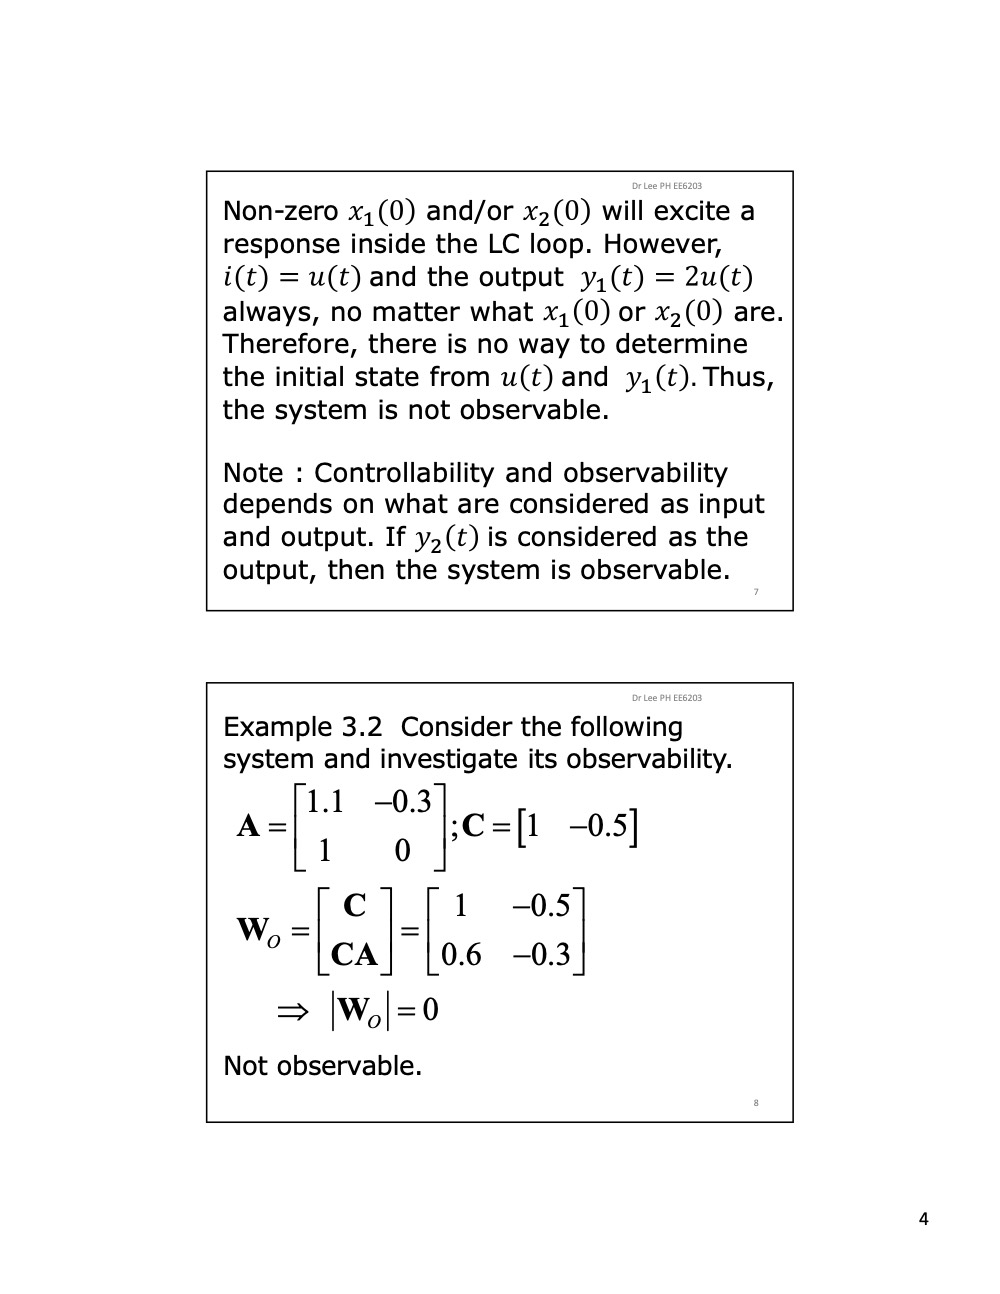 Dr Lee PH EE6203
Non-zero 𝑥₁(0) and/or 𝑥₂(0) will excite a
response inside the LC loop. However,
𝑖(𝑡) = 𝑢(𝑡) and the output 𝑦₁(𝑡) = 2𝑢(𝑡)
always, no matter what 𝑥₁(0) or 𝑥₂(0) are.
Therefore, there is no way to determine
the initial state from 𝑢(𝑡) and 𝑦₁(𝑡). Thus,
the system is not observable.
Note : Controllability and observability
depends on what are considered as input
and output. If 𝑦₂(𝑡) is considered as the
output, then the system is observable.
7
Dr Lee PH EE6203
Example 3.2 Consider the following
system and investigate its observability.
A = [1.1 −0.3; 1 0]; C = [1 −0.5]
W_O = [C; CA] = [1 −0.5; 0.6 −0.3]
⇒ |W_O| = 0
Not observable.
8
4